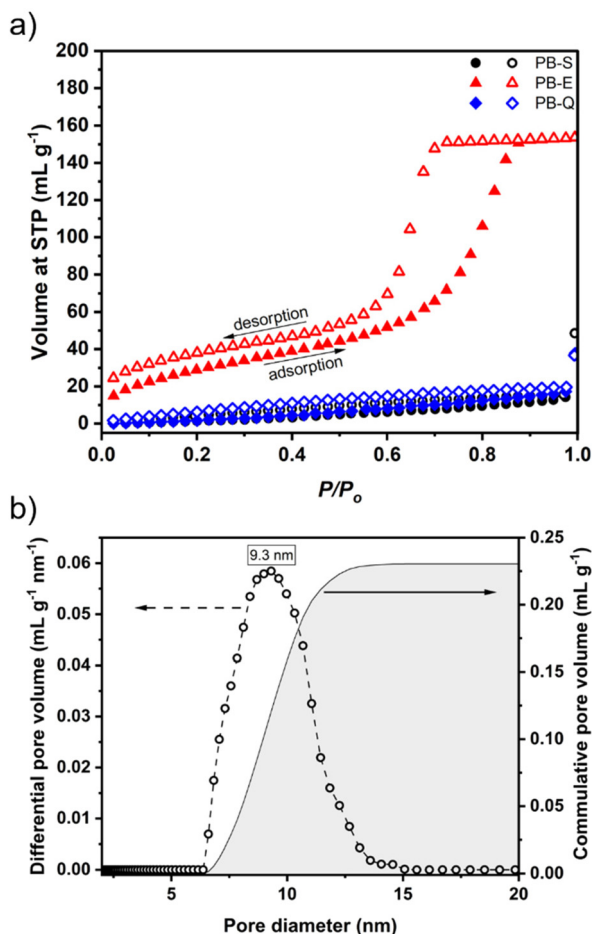 a)
200
180
160
140
120
100
80
60
40
20
0
Volume at STP (mL g⁻¹)
PB-S
PB-E
PB-Q
desorption
adsorption
0.0 0.2 0.4 0.6 0.8 1.0
P/Po
b)
9.3 nm
0.06
0.05
0.04
0.03
0.02
0.01
0.00
Differential pore volume (mL g⁻¹ nm⁻¹)
0.25
0.20
0.15
0.10
0.05
0.00
Commulative pore volume (mL g⁻¹)
5 10 15 20
Pore diameter (nm)